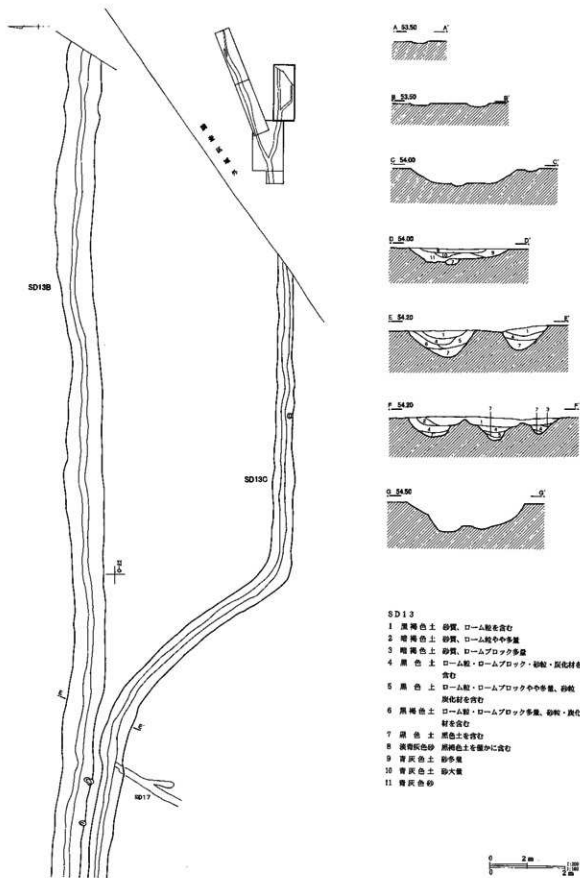 A 53.50 A'
B 53.50 B'
C 54.00 C'
D 54.00 D'
E 54.20 E'
F 54.20 F'
G 54.50 G'
調査区域外
SD13B
SD13C
SD17
SD13
1 黒褐色土 砂質、ローム粒を含む
2 暗褐色土 砂質、ローム粒やや多量
3 暗褐色土 砂質、ロームブロック多量
4 黒色土 ローム粒・ロームブロック・砂粒・炭化材を
含む
5 黒色土 ローム粒・ロームブロックやや多量、砂粒
炭化材を含む
6 黒褐色土 ローム粒・ロームブロック多量、砂粒・炭化
材を含む
7 黒色土 黒色土を含む
8 淡青灰色砂 黒褐色土を僅かに含む
9 青灰色土 砂多量
10 青灰色土 砂大量
11 青灰色砂
0 2m
0 2m